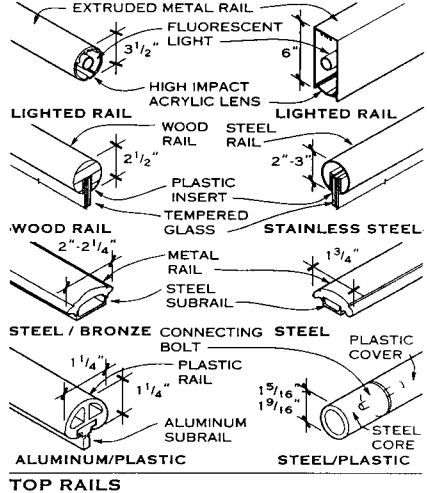 EXTRUDED METAL RAIL
FLUORESCENT
LIGHT
3 1/2"
6"
HIGH IMPACT
ACRYLIC LENS
LIGHTED RAIL
LIGHTED RAIL
WOOD
RAIL
STEEL
RAIL
2 1/2"
2"-3"
PLASTIC
INSERT
TEMPERED
GLASS
WOOD RAIL
STAINLESS STEEL
2"-2 1/4"
METAL
RAIL
1 3/4"
STEEL
SUBRAIL
STEEL / BRONZE
STEEL
CONNECTING
BOLT
PLASTIC
COVER
1 1/4"
PLASTIC
RAIL
1 1/4"
1 5/16"
1 9/16"
ALUMINUM
SUBRAIL
STEEL
CORE
ALUMINUM/PLASTIC
STEEL/PLASTIC
TOP RAILS